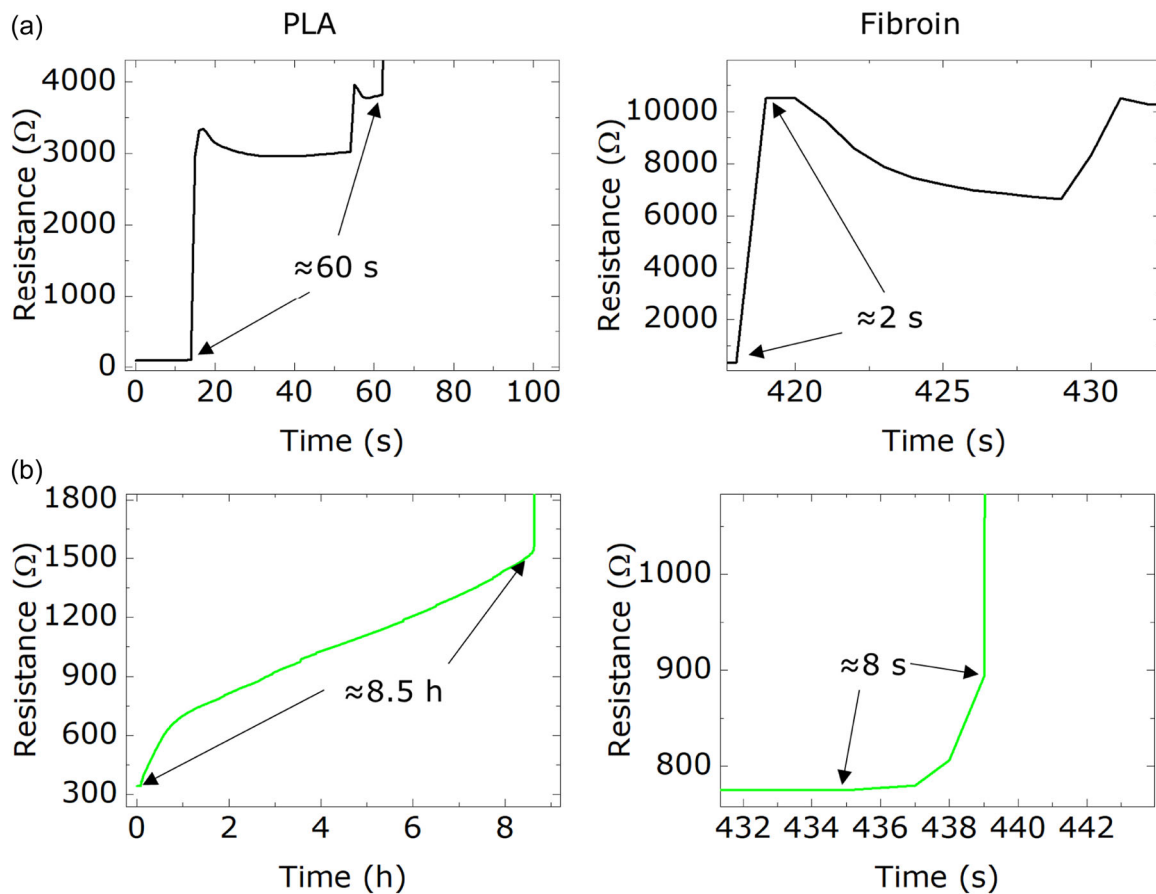 (a)
PLA
Fibroin
Resistance (Ω)
4000
3000
2000
1000
0
≈60 s
0 20 40 60 80 100
Time (s)
Resistance (Ω)
10000
8000
6000
4000
2000
≈2 s
420 425 430
Time (s)
(b)
Resistance (Ω)
1800
1500
1200
900
600
300
≈8.5 h
0 2 4 6 8
Time (h)
Resistance (Ω)
1000
900
800
≈8 s
432 434 436 438 440 442
Time (s)